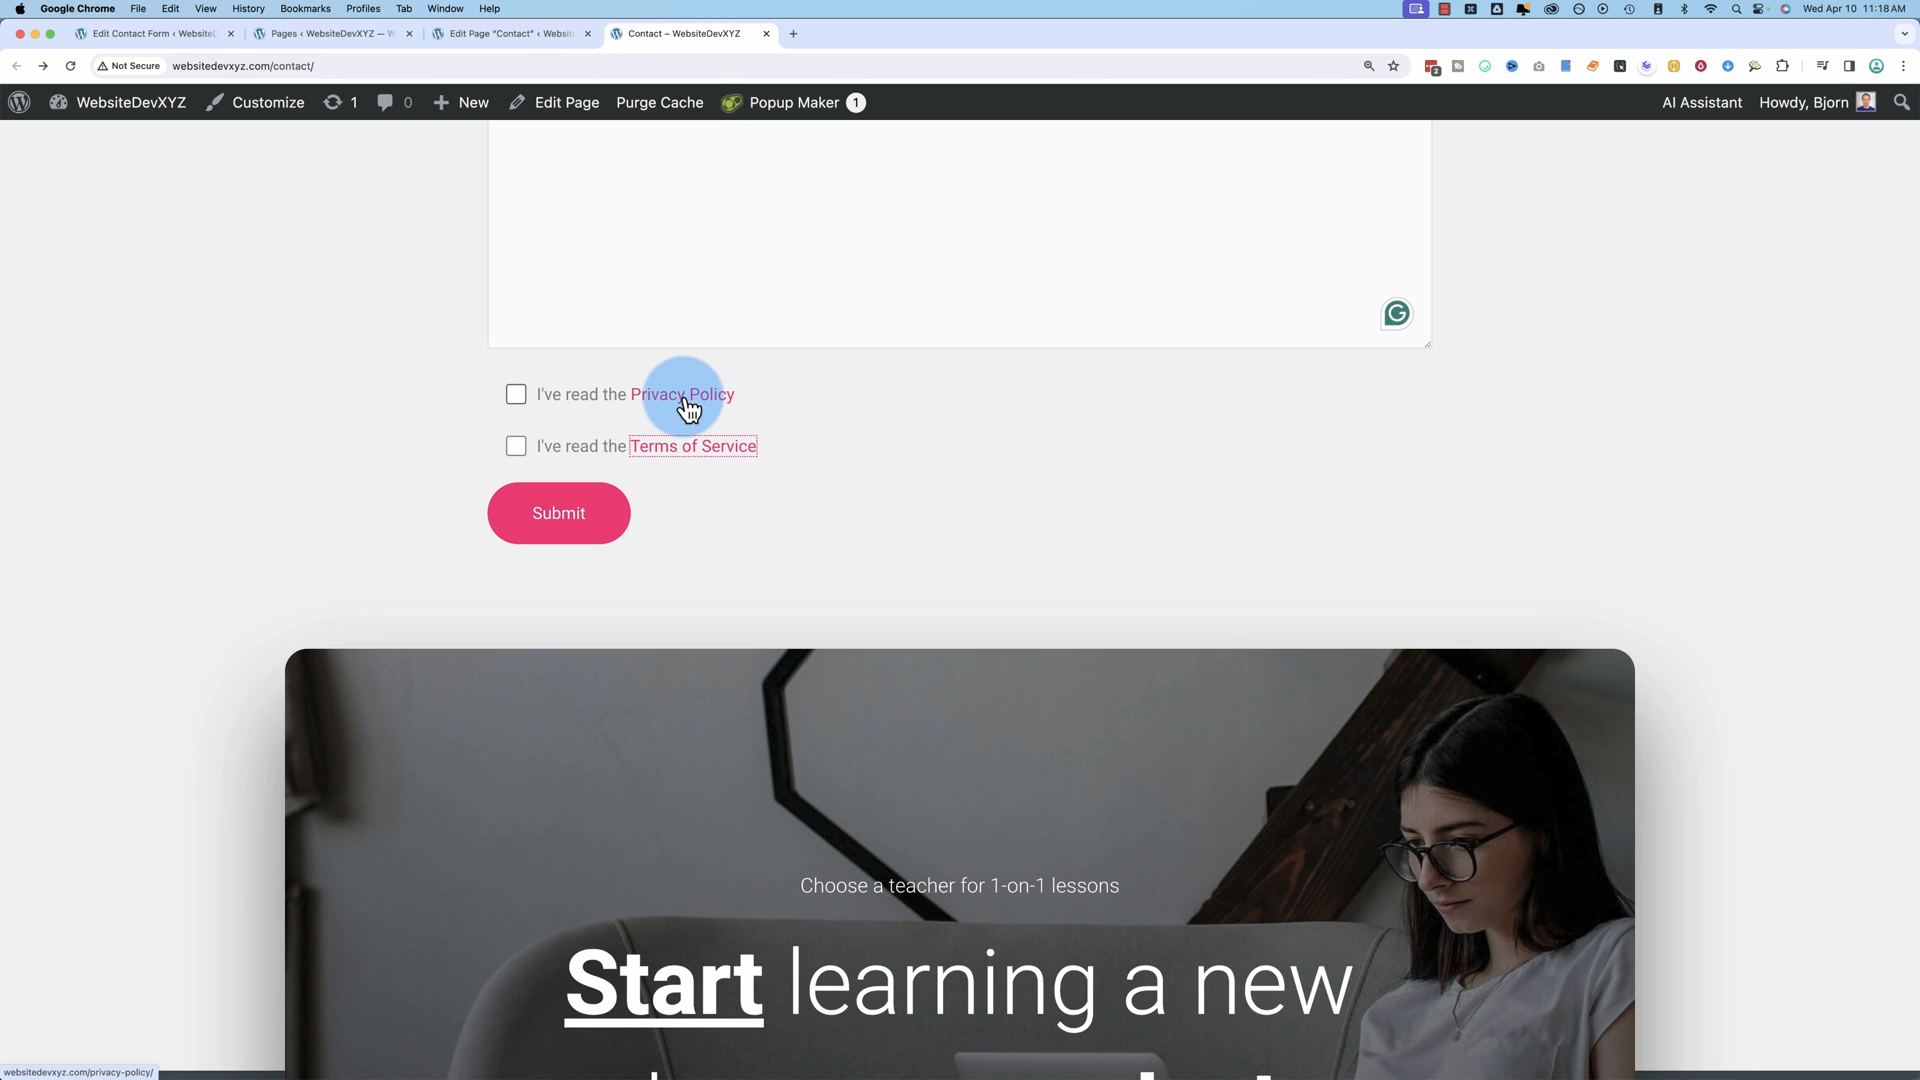 Google Chrome File Edit View History Bookmarks Profiles Tab Window Help Wed Apr 10 11:18 AM
Edit Contact Form ‹ WebsiteD Pages ‹ WebsiteDevXYZ — W Edit Page "Contact" ‹ Websit Contact – WebsiteDevXYZ
Not Secure websitedevxyz.com/contact/ 2
WebsiteDevXYZ Customize 1 0 New Edit Page Purge Cache Popup Maker 1 AI Assistant Howdy, Bjorn
I've read the Privacy Policy
I've read the Terms of Service
Submit
Choose a teacher for 1-on-1 lessons
Start learning a new
websitedevxyz.com/privacy-policy/